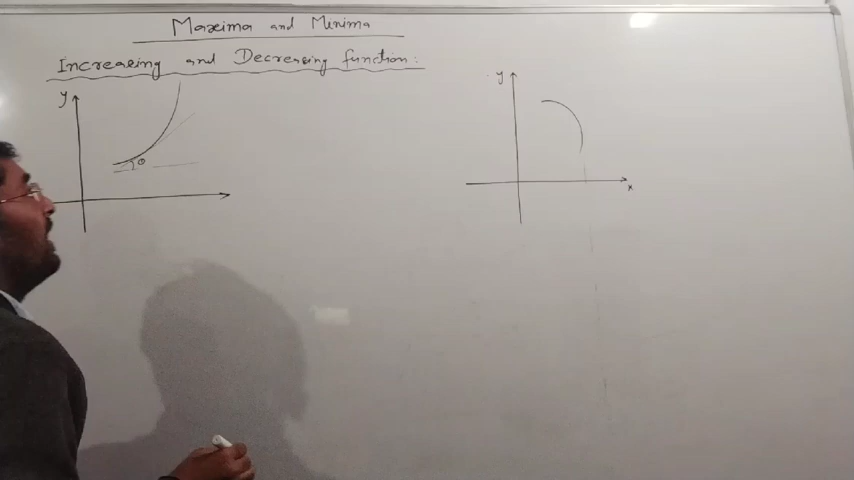 Maxima and Minima
Increasing and Decreasing function:
y
y
θ
x